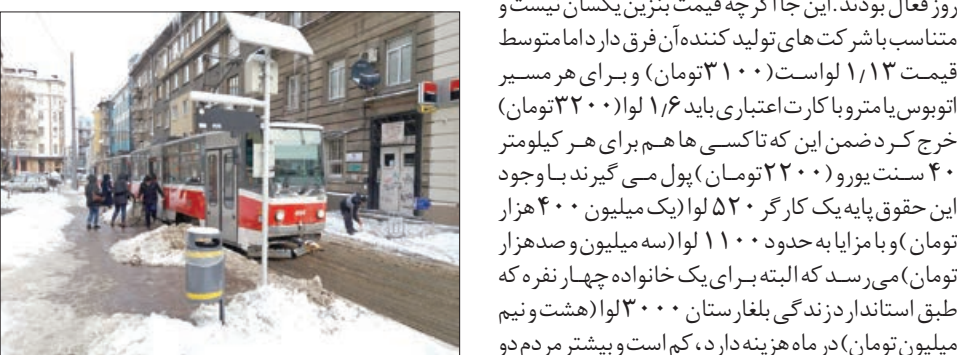 روز فعال بودند. این جا اگرچه قیمت بنزین یکسان نیست و
متناسب با شرکت های تولید کننده آن فرق دارد اما متوسط
قیمت ۱٫۱۳ لوا است (۳۱۰۰ تومان) و برای هر مسیر
اتوبوس یا مترو با کارت اعتباری باید ۱٫۶ لوا (۳۲۰۰ تومان)
خرج کرد ضمن این که تاکسی ها هم برای هر کیلومتر
۴۰ سنت یورو (۲۲۰۰ تومان) پول می گیرند با وجود
این حقوق پایه یک کارگر ۵۲۰ لوا (یک میلیون ۴۰۰ هزار
تومان) و با مزایا به حدود ۱۱۰۰ لوا (سه میلیون و صدهزار
تومان) می رسد که البته برای یک خانواده چهار نفره که
طبق استاندارد زندگی بلغارستان ۳۰۰۰ لوا (هشت و نیم
میلیون تومان) در ماه هزینه دارد، کم است و بیشتر مردم دو